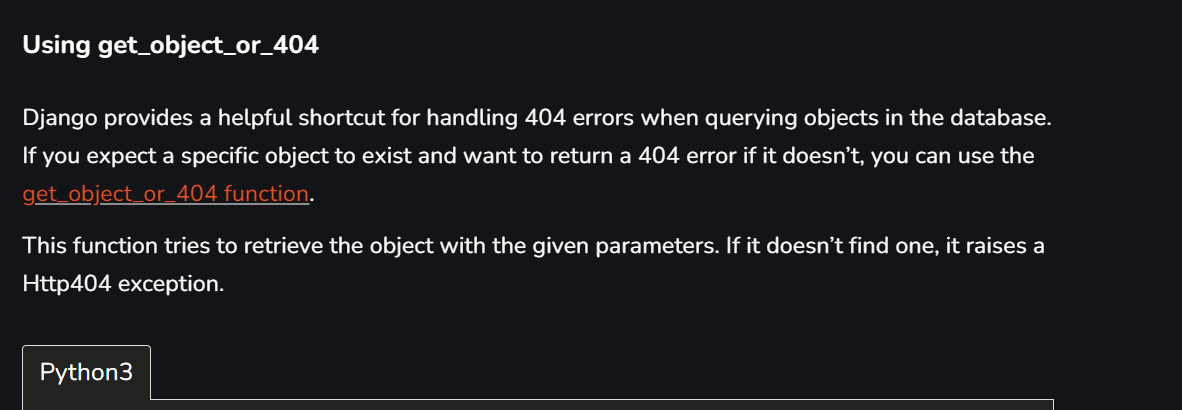 Using get_object_or_404
Django provides a helpful shortcut for handling 404 errors when querying objects in the database.
If you expect a specific object to exist and want to return a 404 error if it doesn’t, you can use the
get_object_or_404 function.
This function tries to retrieve the object with the given parameters. If it doesn’t find one, it raises a
Http404 exception.
Python3